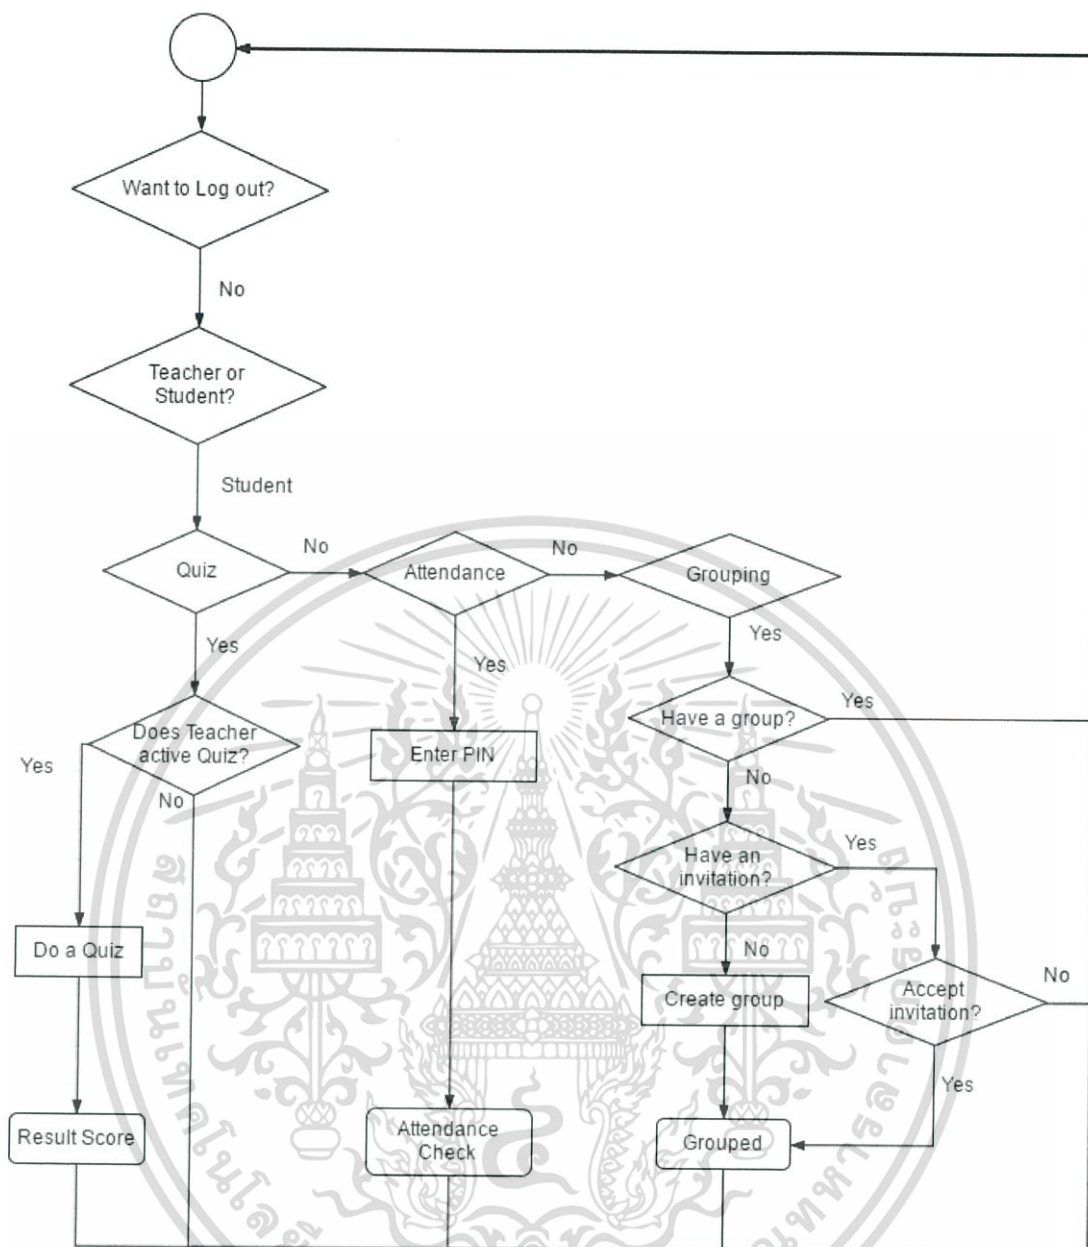 Want to Log out?
No
Teacher or
Student?
Student
Quiz
No
Attendance
No
Grouping
Yes
Yes
Yes
Does Teacher
active Quiz?
Yes
No
Enter PIN
Have a group?
Yes
No
Have an
invitation?
Yes
No
Do a Quiz
Create group
Accept
invitation?
No
Yes
Result Score
Attendance
Check
Grouped